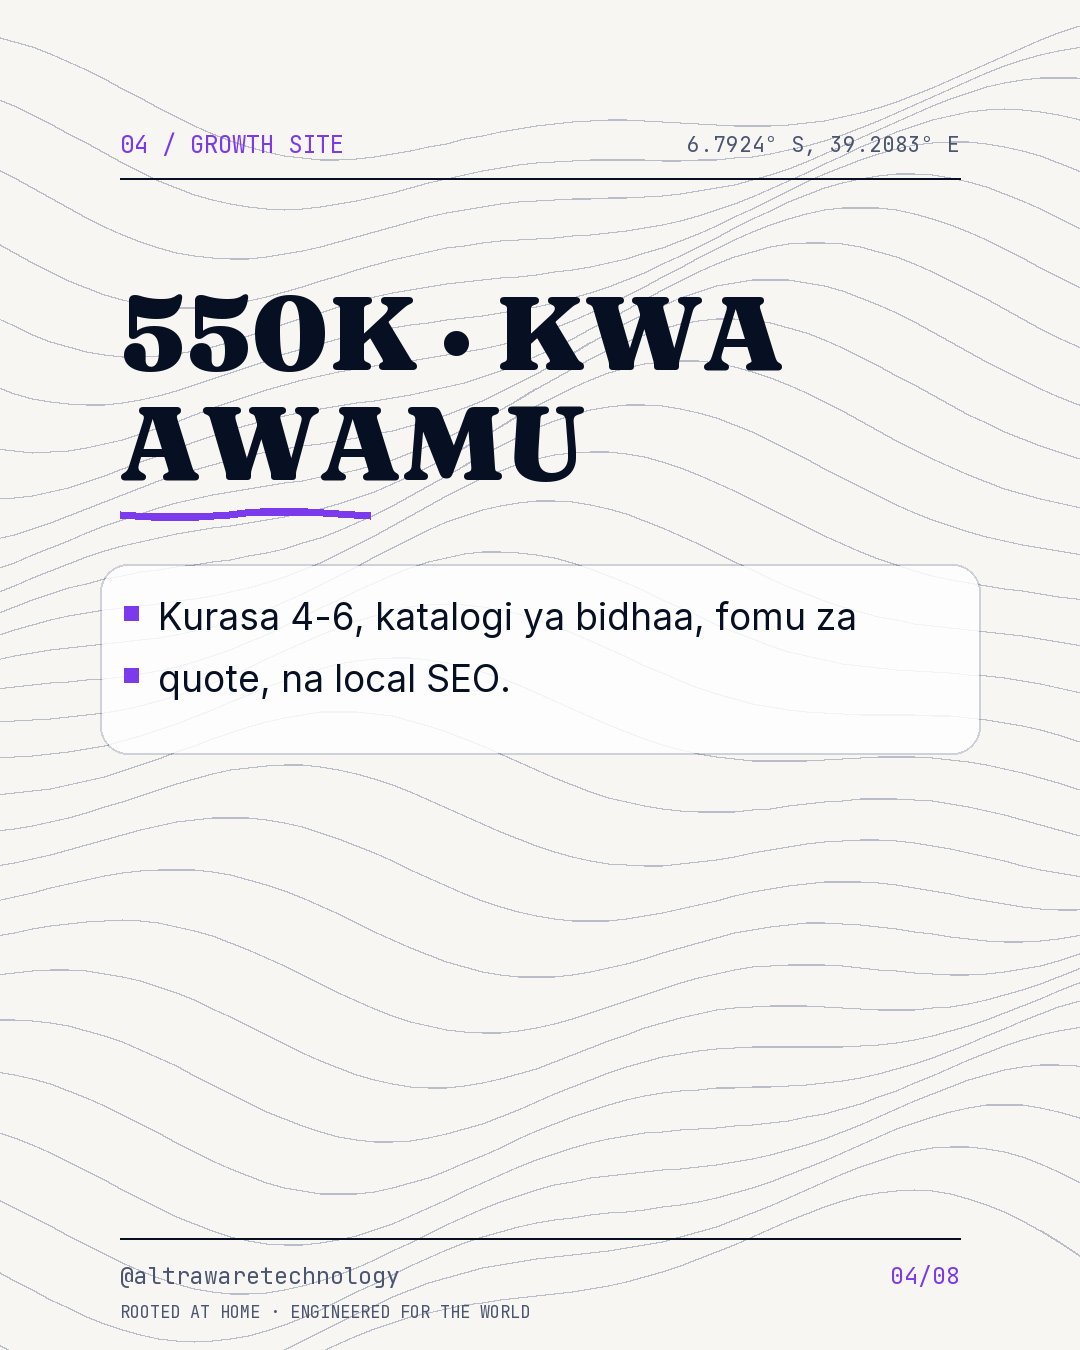 04 / GROWTH SITE
6.7924° S, 39.2083° E
550K · KWA
AWAMU
Kurasa 4-6, katalogi ya bidhaa, fomu za
quote, na local SEO.
@altrawaretechnology
04/08
ROOTED AT HOME · ENGINEERED FOR THE WORLD